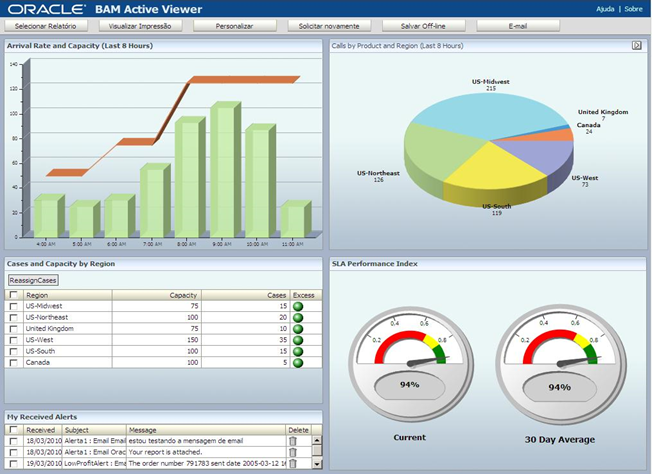 ORACLE BAM Active Viewer
Ajuda | Sobre
Selecionar Relatório Visualizar Impressão Personalizar Solicitar novamente Salvar Off-line E-mail
Arrival Rate and Capacity (Last 8 Hours)
140
120
100
80
60
40
20
0
4:00 AM 5:00 AM 6:00 AM 7:00 AM 8:00 AM 9:00 AM 10:00 AM 11:00 AM
Calls by Product and Region (Last 8 Hours)
US-Midwest
215
United Kingdom
7
Canada
24
US-West
73
US-South
119
US-Northeast
126
Cases and Capacity by Region
ReassignCases
Region Capacity Cases Excess
US-Midwest 75 15
US-Northeast 100 20
United Kingdom 75 10
US-West 150 35
US-South 100 15
Canada 100 5
SLA Performance Index
0,2 0,4 0,6 0,8
94%
Current
0,2 0,4 0,6 0,8
94%
30 Day Average
My Received Alerts
Received Subject Message Delete
18/03/2010 Alerta1 : Email Email estou testando a mensagem de email
18/03/2010 Alerta1 : Email Orac Your report is attached.
19/03/2010 LowProfitAlert : Ema The order number 791783 sent date 2005-03-12